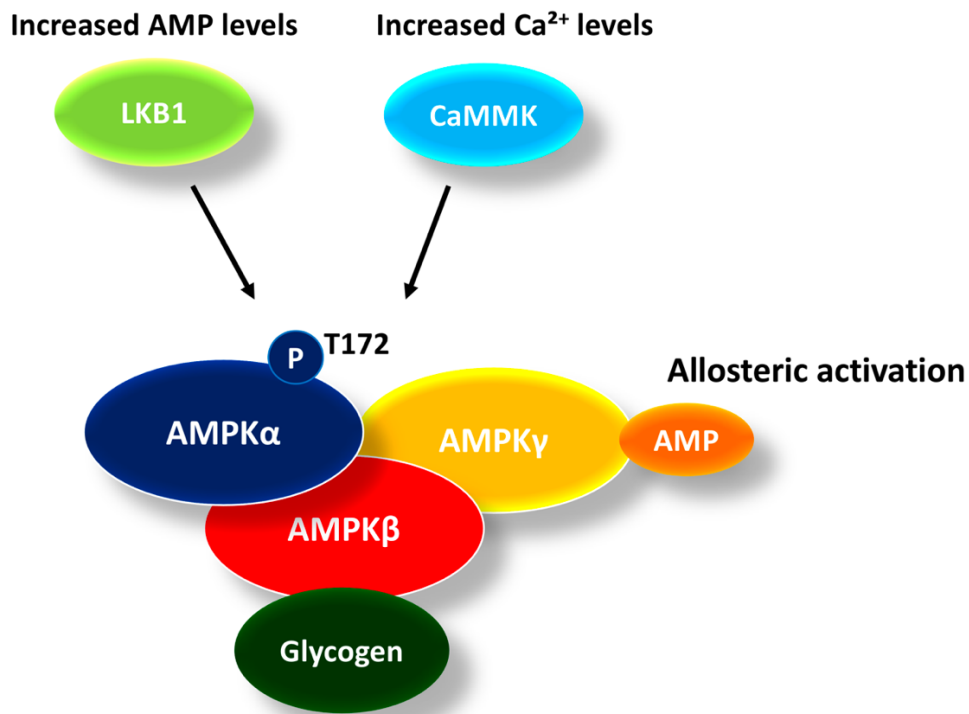 Increased AMP levels
Increased Ca²⁺ levels
LKB1
CaMMK
P
T172
Allosteric activation
AMPKα
AMPKγ
AMP
AMPKβ
Glycogen